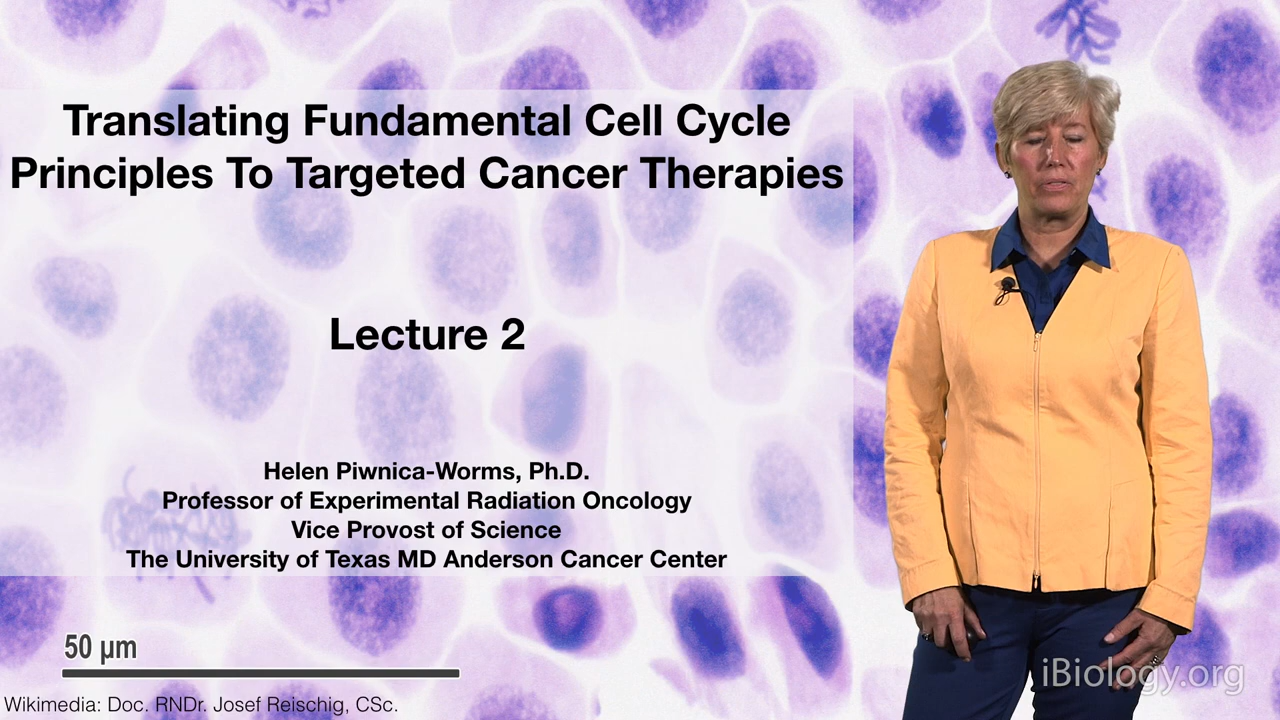 Translating Fundamental Cell Cycle
Principles To Targeted Cancer Therapies
Lecture 2
Helen Piwnica-Worms, Ph.D.
Professor of Experimental Radiation Oncology
Vice Provost of Science
The University of Texas MD Anderson Cancer Center
50 µm
Wikimedia: Doc. RNDr. Josef Reischig, CSc.
iBiology.org